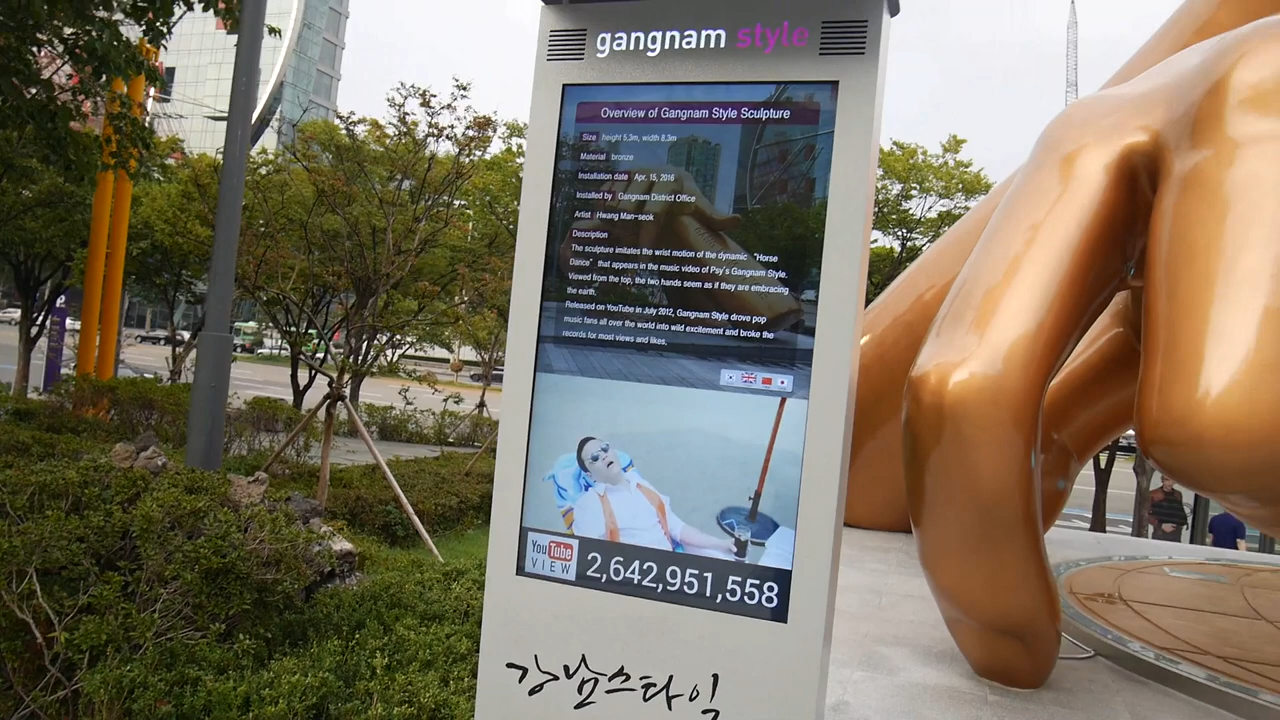 gangnam style
Overview of Gangnam Style Sculpture
Size height 5.3m, width 8.3m
Material bronze
Installation date Apr. 15, 2016
Installed by Gangnam District Office
Artist Hwang Man-seok
Description
The sculpture imitates the wrist motion of the dynamic “Horse
Dance” that appears in the music video of Psy's Gangnam Style.
Viewed from the top, the two hands seem as if they are embracing
the earth.
Released on YouTube in July 2012, Gangnam Style drove pop
music fans all over the world into wild excitement and broke the
records for most views and likes.
YouTube
VIEW
2,642,951,558
강남스타일